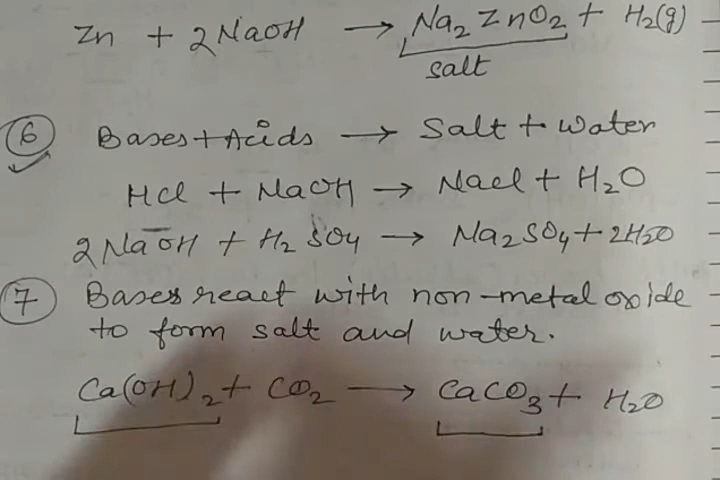 Zn + 2NaOH → Na2ZnO2 + H2(g)
salt
6 Bases + Acids → Salt + Water
HCl + NaOH → NaCl + H2O
2NaOH + H2SO4 → Na2SO4 + 2H2O
7 Bases react with non-metal oxide
to form salt and water.
Ca(OH)2 + CO2 → CaCO3 + H2O